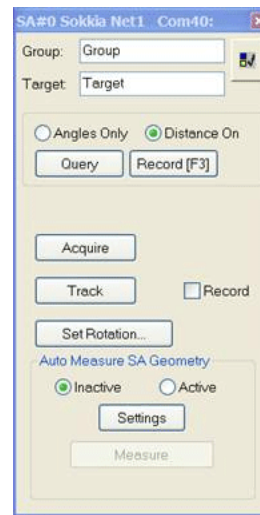 SA#0 Sokkia Net1 Com40:
Group: Group
Target: Target
Angles Only Distance On
Query Record [F3]
Acquire
Track Record
Set Rotation...
Auto Measure SA Geometry
Inactive Active
Settings
Measure